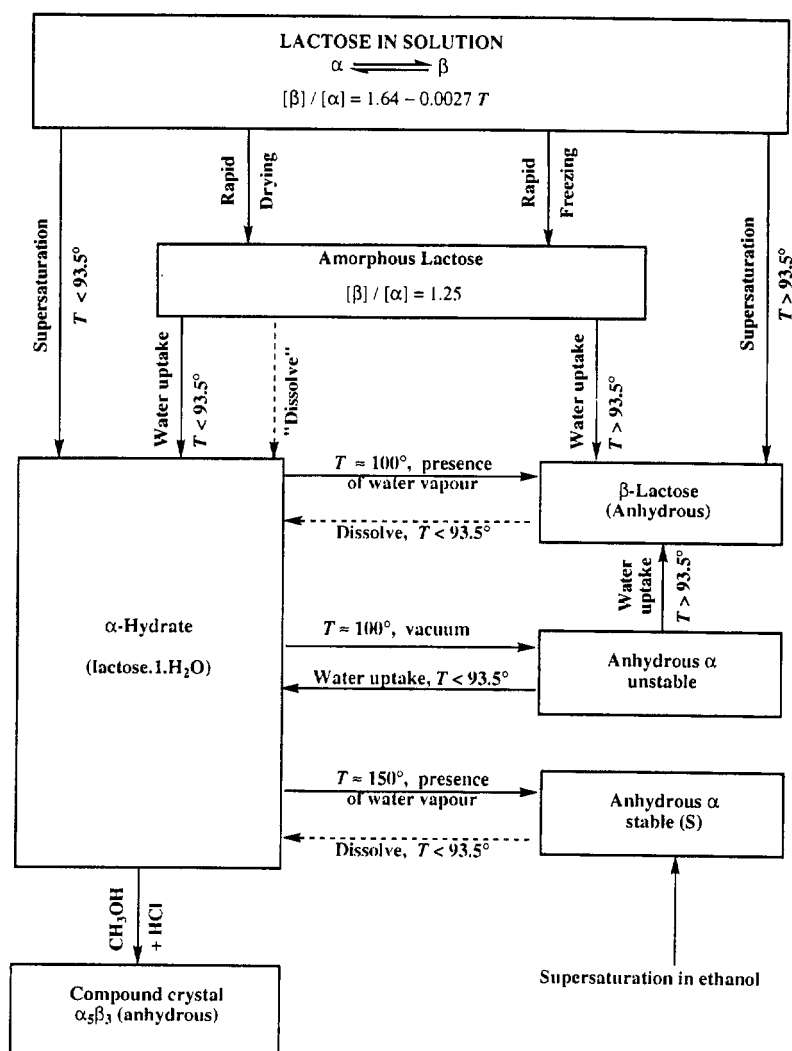 LACTOSE IN SOLUTION
α ⇌ β
[β] / [α] = 1.64 – 0.0027 T
Supersaturation
T < 93.5°
Rapid
Drying
Rapid
Freezing
Supersaturation
T > 93.5°
Amorphous Lactose
[β] / [α] = 1.25
Water uptake
T < 93.5°
"Dissolve"
Water uptake
T > 93.5°
α-Hydrate
(lactose.1.H₂O)
T ≈ 100°, presence
of water vapour
Dissolve, T < 93.5°
β-Lactose
(Anhydrous)
Water
uptake
T > 93.5°
T ≈ 100°, vacuum
Water uptake, T < 93.5°
Anhydrous α
unstable
T ≈ 150°, presence
of water vapour
Dissolve, T < 93.5°
Anhydrous α
stable (S)
CH₃OH
+ HCl
Supersaturation in ethanol
Compound crystal
α₅β₃ (anhydrous)